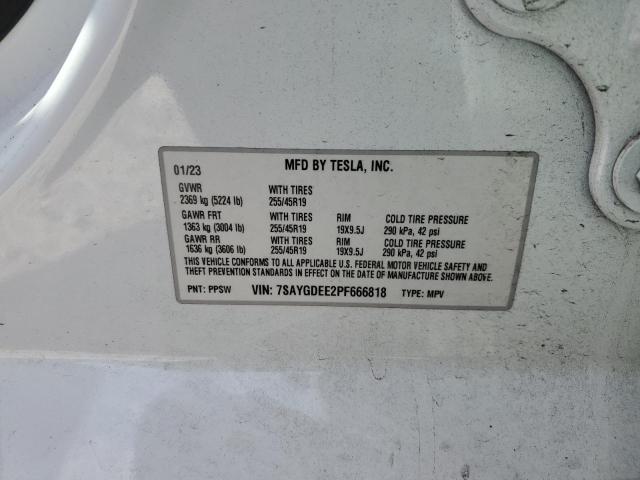 01/23 MFD BY TESLA, INC.
GVWR WITH TIRES
2369 kg (5224 lb) 255/45R19
GAWR FRT WITH TIRES RIM COLD TIRE PRESSURE
1363 kg (3004 lb) 255/45R19 19X9.5J 290 kPa, 42 psi
GAWR RR WITH TIRES RIM COLD TIRE PRESSURE
1636 kg (3606 lb) 255/45R19 19X9.5J 290 kPa, 42 psi
THIS VEHICLE CONFORMS TO ALL APPLICABLE U.S. FEDERAL MOTOR VEHICLE SAFETY AND
THEFT PREVENTION STANDARDS IN EFFECT ON THE DATE OF MANUFACTURE SHOWN ABOVE.
PNT: PPSW VIN: 7SAYGDEE2PF666818 TYPE: MPV